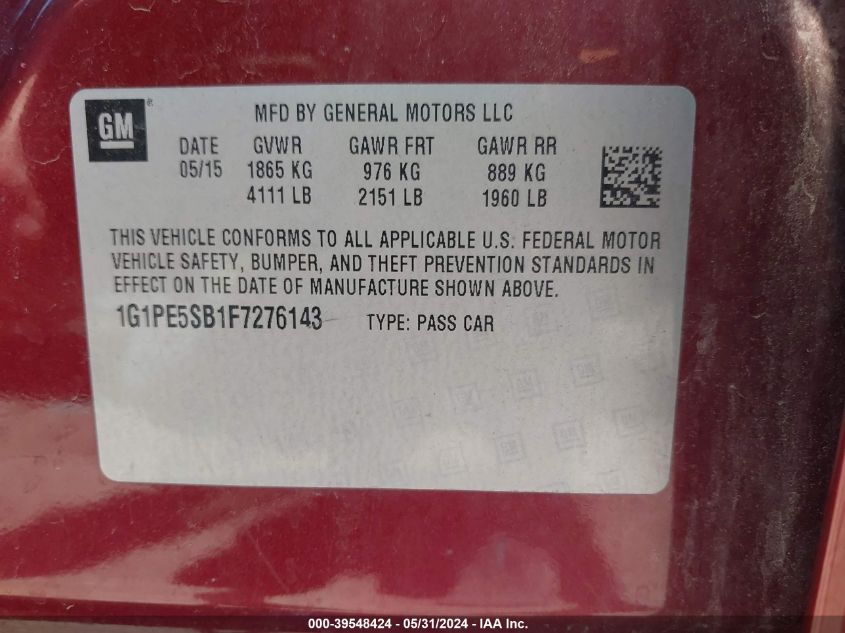 GM
MFD BY GENERAL MOTORS LLC
DATE GVWR GAWR FRT GAWR RR
05/15 1865 KG 976 KG 889 KG
4111 LB 2151 LB 1960 LB
THIS VEHICLE CONFORMS TO ALL APPLICABLE U.S. FEDERAL MOTOR
VEHICLE SAFETY, BUMPER, AND THEFT PREVENTION STANDARDS IN
EFFECT ON THE DATE OF MANUFACTURE SHOWN ABOVE.
1G1PE5SB1F7276143 TYPE: PASS CAR
000-39548424 - 05/31/2024 - IAA Inc.